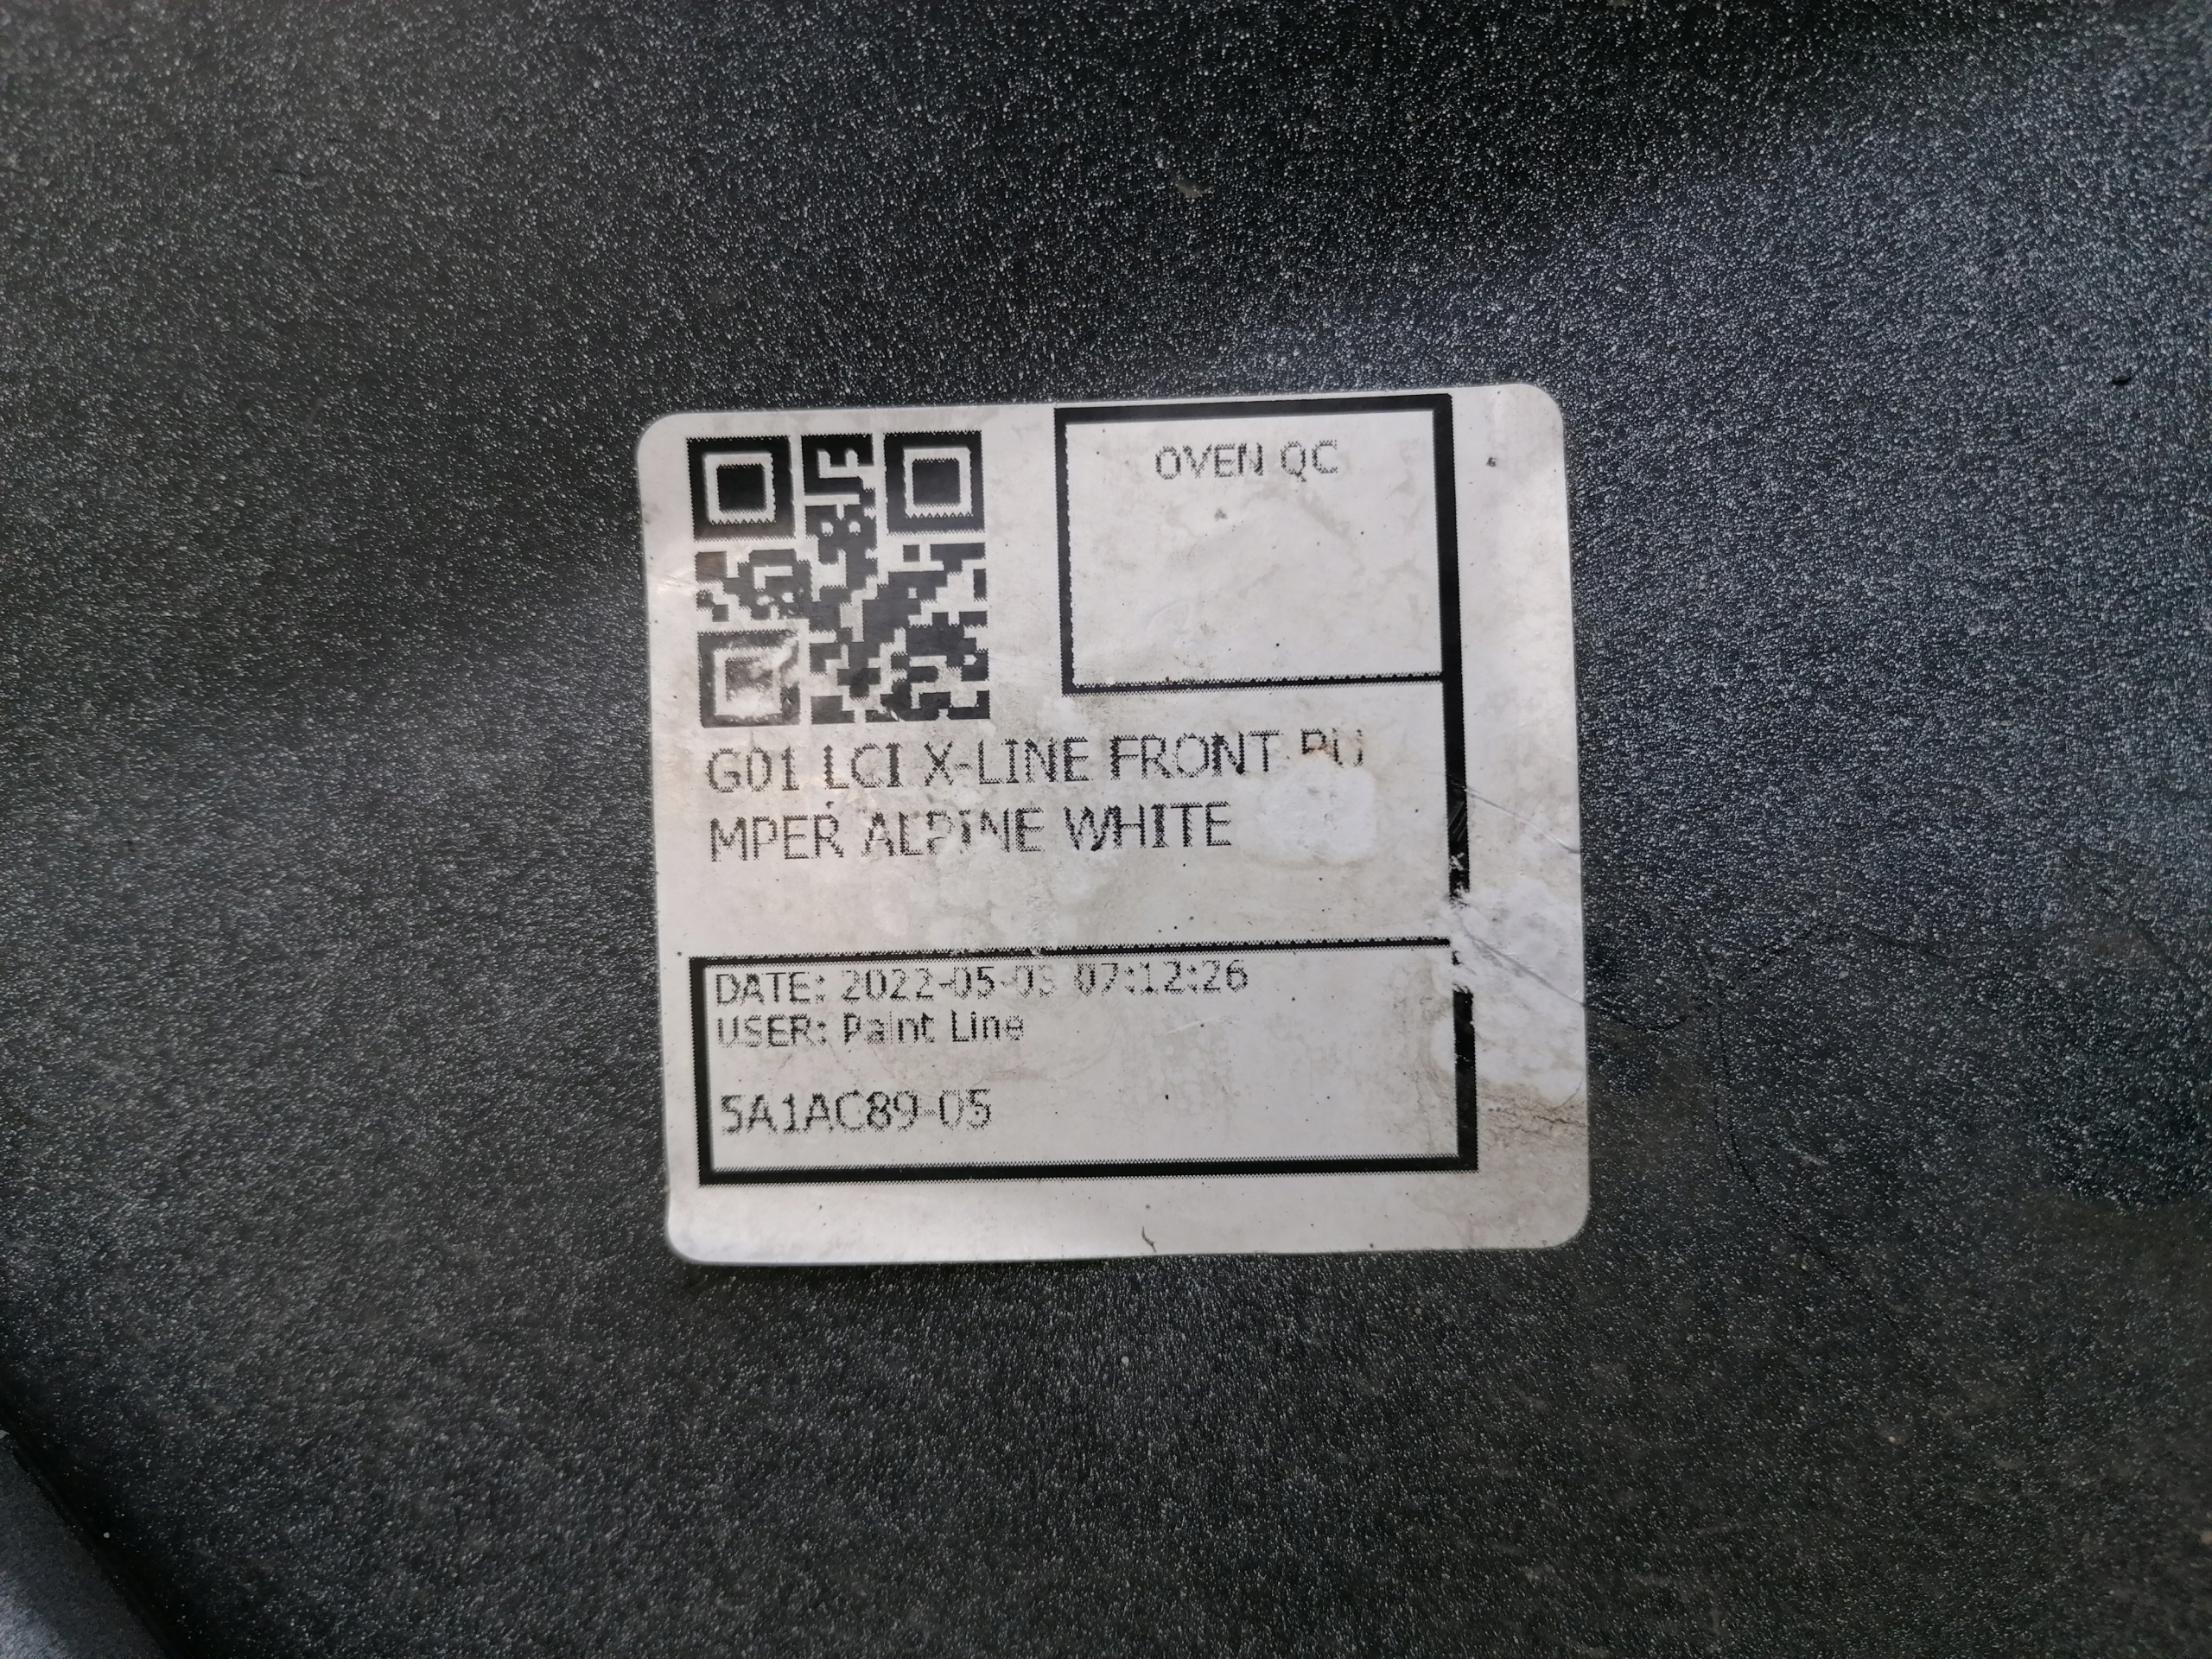 OVEN QC
G01 LCI X-LINE FRONT BU
MPER ALPINE WHITE
DATE: 2022-05-03 07:12:26
USER: Paint Line
5A1AC89-05